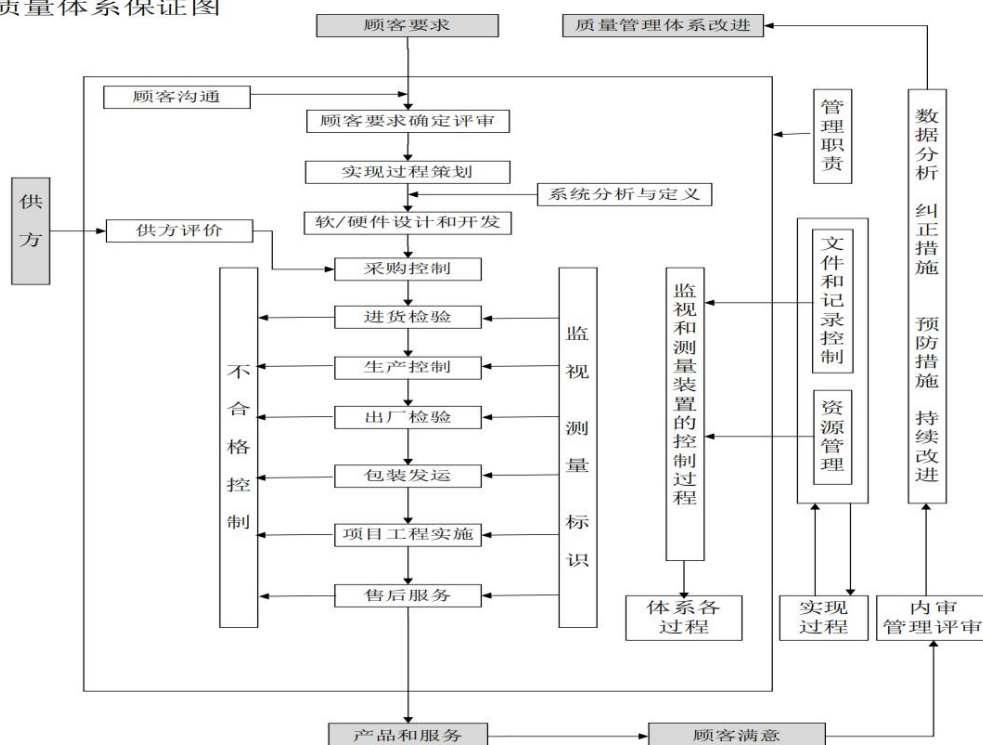 质量体系保证图
顾客要求
质量管理体系改进
顾客沟通
顾客要求确定评审
实现过程策划
系统分析与定义
软/硬件设计和开发
供方
供方评价
采购控制
进货检验
生产控制
出厂检验
包装发运
项目工程实施
售后服务
不合格控制
监视 测量 标识
监视和测量装置的控制过程
管理职责
文件和记录控制
资源管理
数据分析 纠正措施 预防措施 持续改进
体系各
过程
实现
过程
内审
管理评审
产品和服务
顾客满意